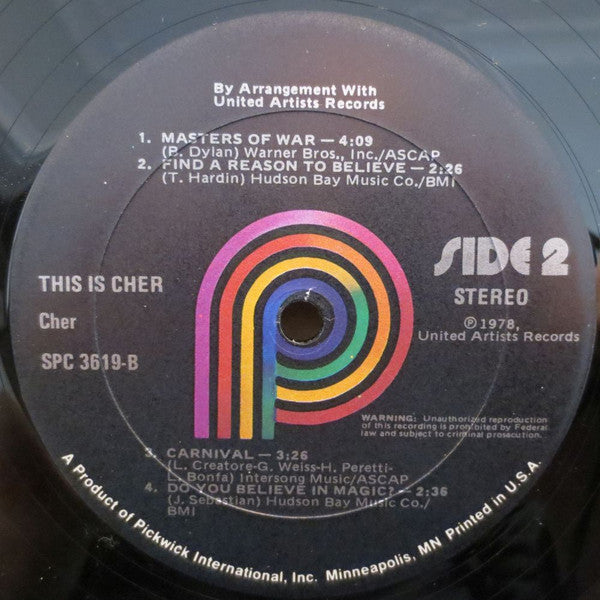 By Arrangement With
United Artists Records
1. MASTERS OF WAR — 4:09
(B. Dylan) Warner Bros., Inc./ASCAP
2. FIND A REASON TO BELIEVE — 2:26
(T. Hardin) Hudson Bay Music Co./BMI
SIDE 2
THIS IS CHER
STEREO
Cher
℗ 1978,
United Artists Records
SPC 3619-B
WARNING: Unauthorized reproduction
of this recording is prohibited by Federal
law and subject to criminal prosecution.
3. CARNIVAL — 3:26
(L. Creatore-G. Weiss-H. Peretti-
L. Bonfa) Intersong Music/ASCAP
4. DO YOU BELIEVE IN MAGIC? — 2:36
(J. Sebastian) Hudson Bay Music Co./
BMI
A Product of Pickwick International, Inc. Minneapolis, MN Printed in U.S.A.